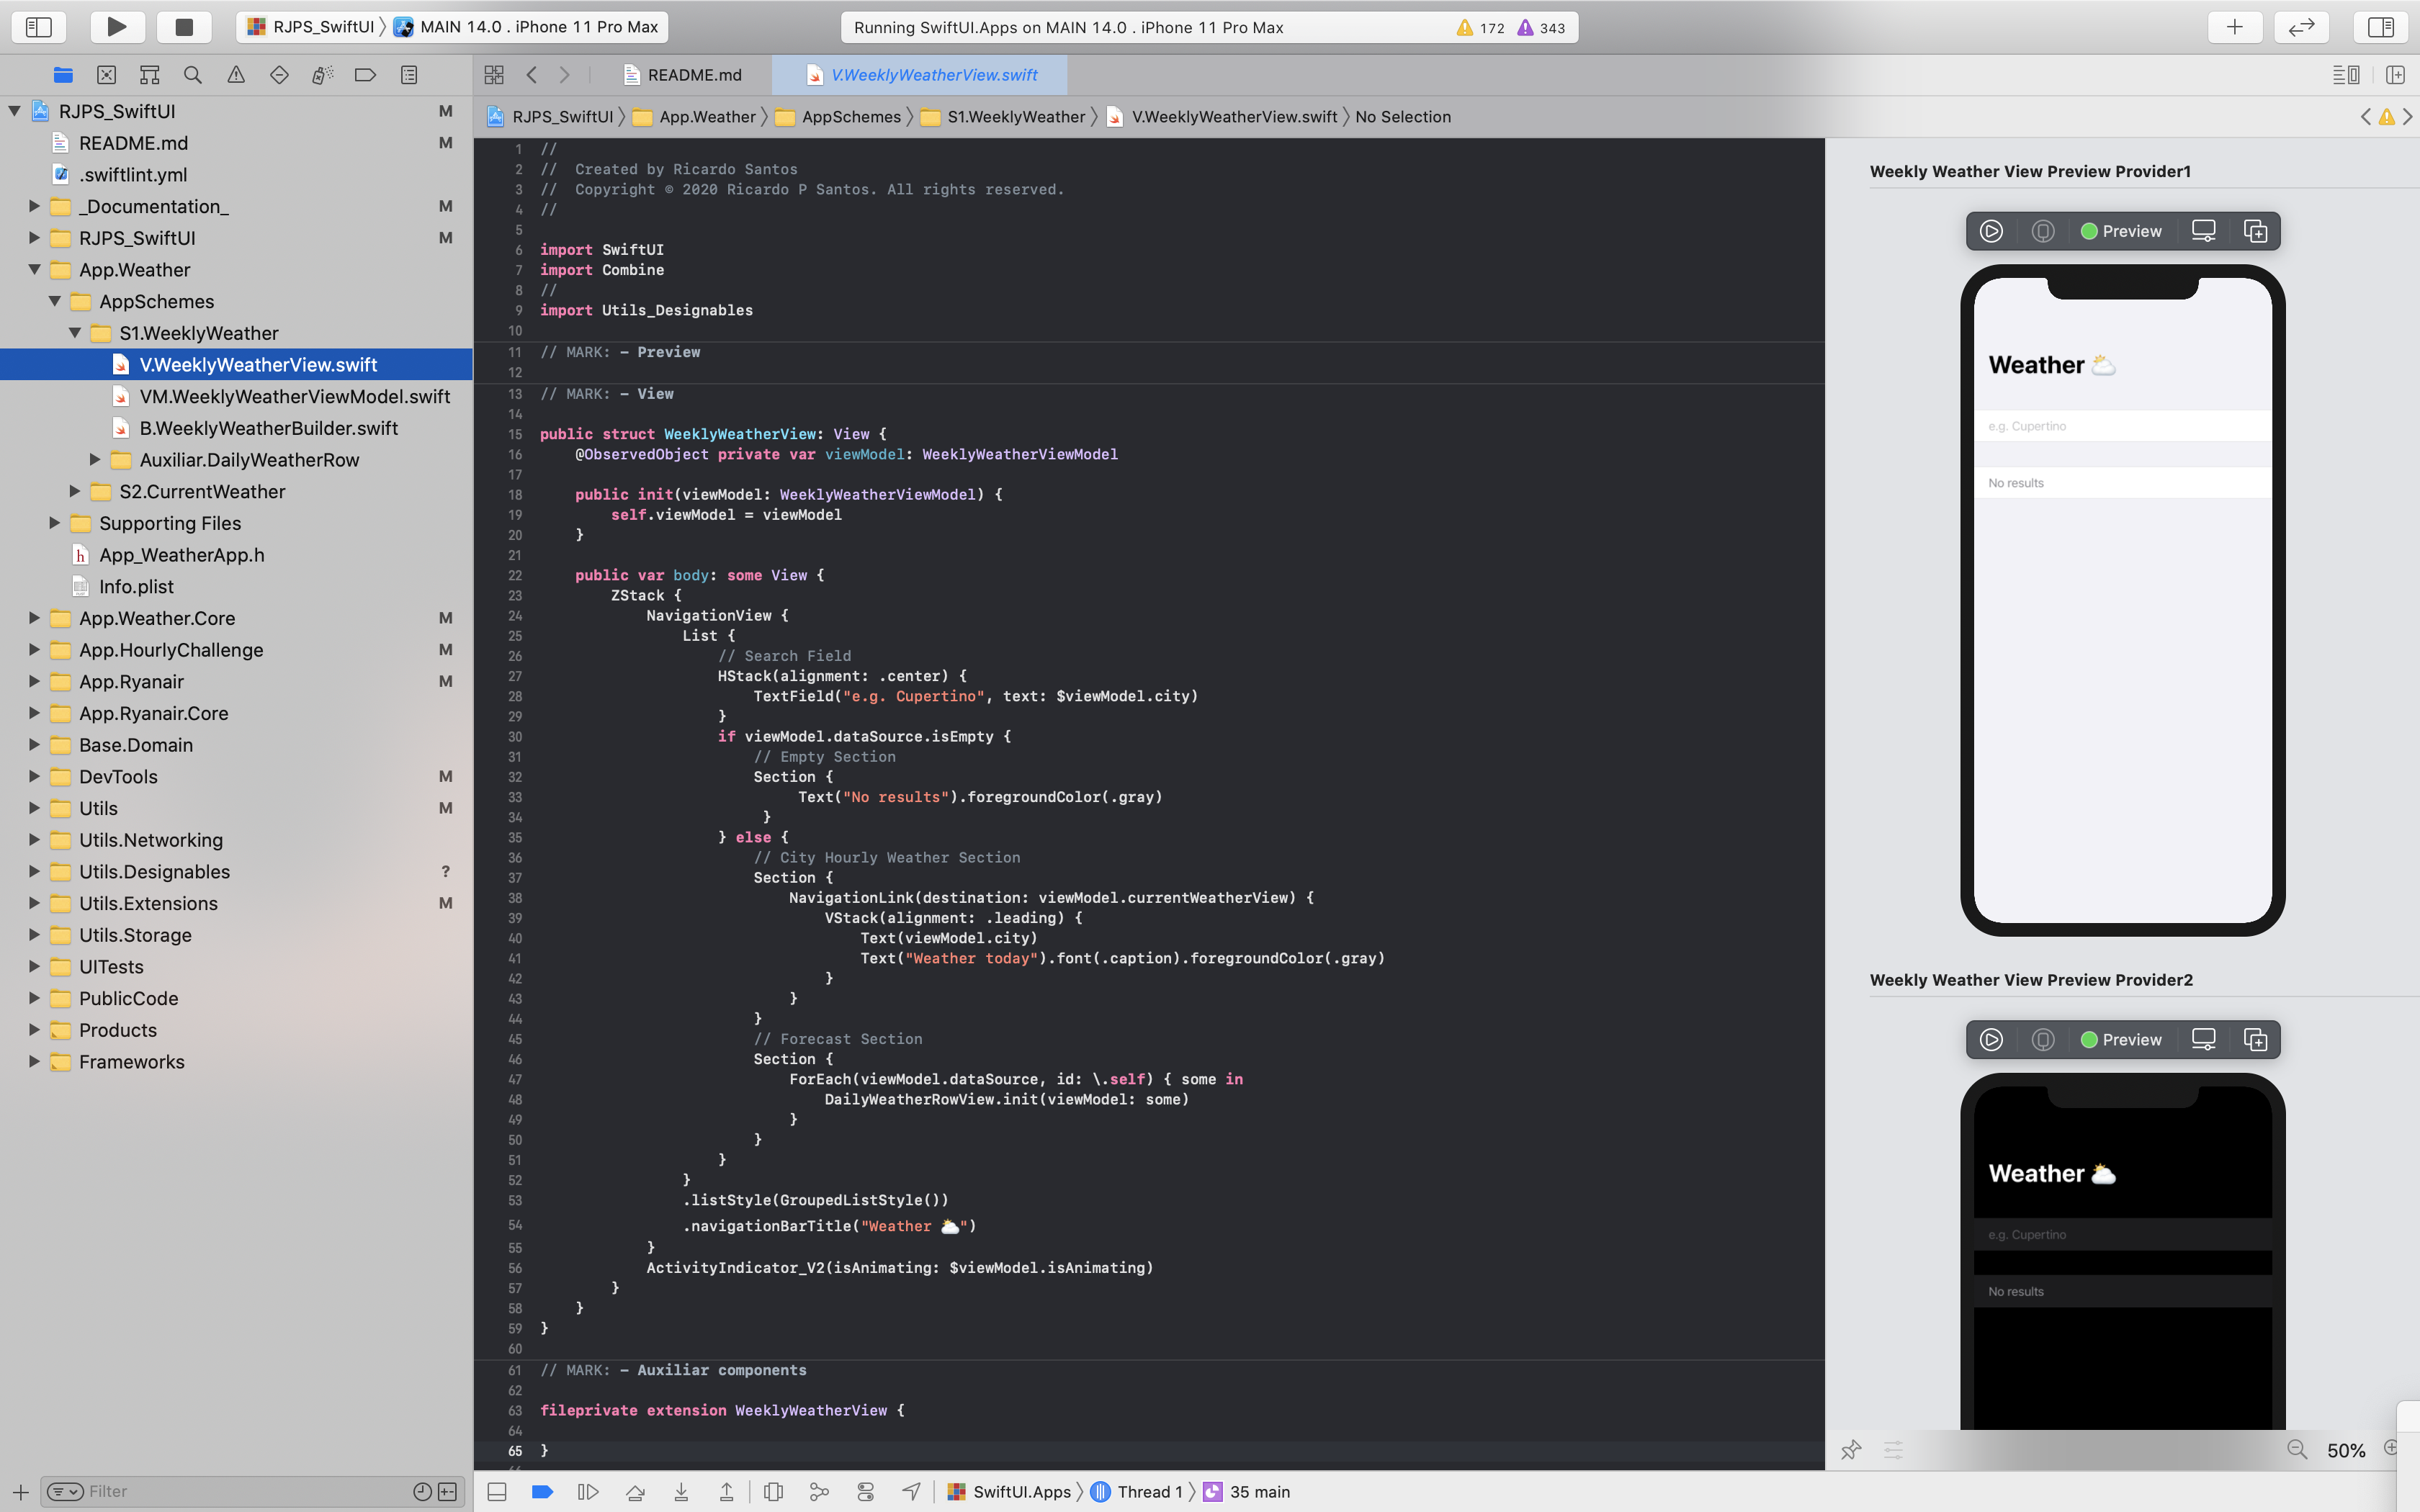 RJPS_SwiftUI 〉 MAIN 14.0 . iPhone 11 Pro Max
Running SwiftUI.Apps on MAIN 14.0 . iPhone 11 Pro Max
172 343
README.md
V.WeeklyWeatherView.swift
RJPS_SwiftUI 〉 App.Weather 〉 AppSchemes 〉 S1.WeeklyWeather 〉 V.WeeklyWeatherView.swift 〉 No Selection
RJPS_SwiftUI M
README.md M
.swiftlint.yml
_Documentation_ M
RJPS_SwiftUI M
App.Weather
AppSchemes
S1.WeeklyWeather
V.WeeklyWeatherView.swift
VM.WeeklyWeatherViewModel.swift
B.WeeklyWeatherBuilder.swift
Auxiliar.DailyWeatherRow
S2.CurrentWeather
Supporting Files
h App_WeatherApp.h
Info.plist
App.Weather.Core M
App.HourlyChallenge M
App.Ryanair M
App.Ryanair.Core
Base.Domain
DevTools M
Utils M
Utils.Networking
Utils.Designables ?
Utils.Extensions M
Utils.Storage
UITests
PublicCode
Products
Frameworks
Filter
1 //
2 //  Created by Ricardo Santos
3 //  Copyright © 2020 Ricardo P Santos. All rights reserved.
4 //
5
6 import SwiftUI
7 import Combine
8 //
9 import Utils_Designables
10
11 // MARK: - Preview
12
13 // MARK: - View
14
15 public struct WeeklyWeatherView: View {
16     @ObservedObject private var viewModel: WeeklyWeatherViewModel
17
18     public init(viewModel: WeeklyWeatherViewModel) {
19         self.viewModel = viewModel
20     }
21
22     public var body: some View {
23         ZStack {
24             NavigationView {
25                 List {
26                     // Search Field
27                     HStack(alignment: .center) {
28                         TextField("e.g. Cupertino", text: $viewModel.city)
29                     }
30                     if viewModel.dataSource.isEmpty {
31                         // Empty Section
32                         Section {
33                              Text("No results").foregroundColor(.gray)
34                          }
35                     } else {
36                         // City Hourly Weather Section
37                         Section {
38                             NavigationLink(destination: viewModel.currentWeatherView) {
39                                 VStack(alignment: .leading) {
40                                     Text(viewModel.city)
41                                     Text("Weather today").font(.caption).foregroundColor(.gray)
42                                 }
43                             }
44                         }
45                         // Forecast Section
46                         Section {
47                             ForEach(viewModel.dataSource, id: \.self) { some in
48                                 DailyWeatherRowView.init(viewModel: some)
49                             }
50                         }
51                     }
52                 }
53                 .listStyle(GroupedListStyle())
54                 .navigationBarTitle("Weather 🌥")
55             }
56             ActivityIndicator_V2(isAnimating: $viewModel.isAnimating)
57         }
58     }
59 }
60
61 // MARK: - Auxiliar components
62
63 fileprivate extension WeeklyWeatherView {
64
65 }
Weekly Weather View Preview Provider1
Preview
Weather 🌥
e.g. Cupertino
No results
Weekly Weather View Preview Provider2
Preview
Weather 🌥
e.g. Cupertino
No results
50%
SwiftUI.Apps 〉 Thread 1 〉 35 main